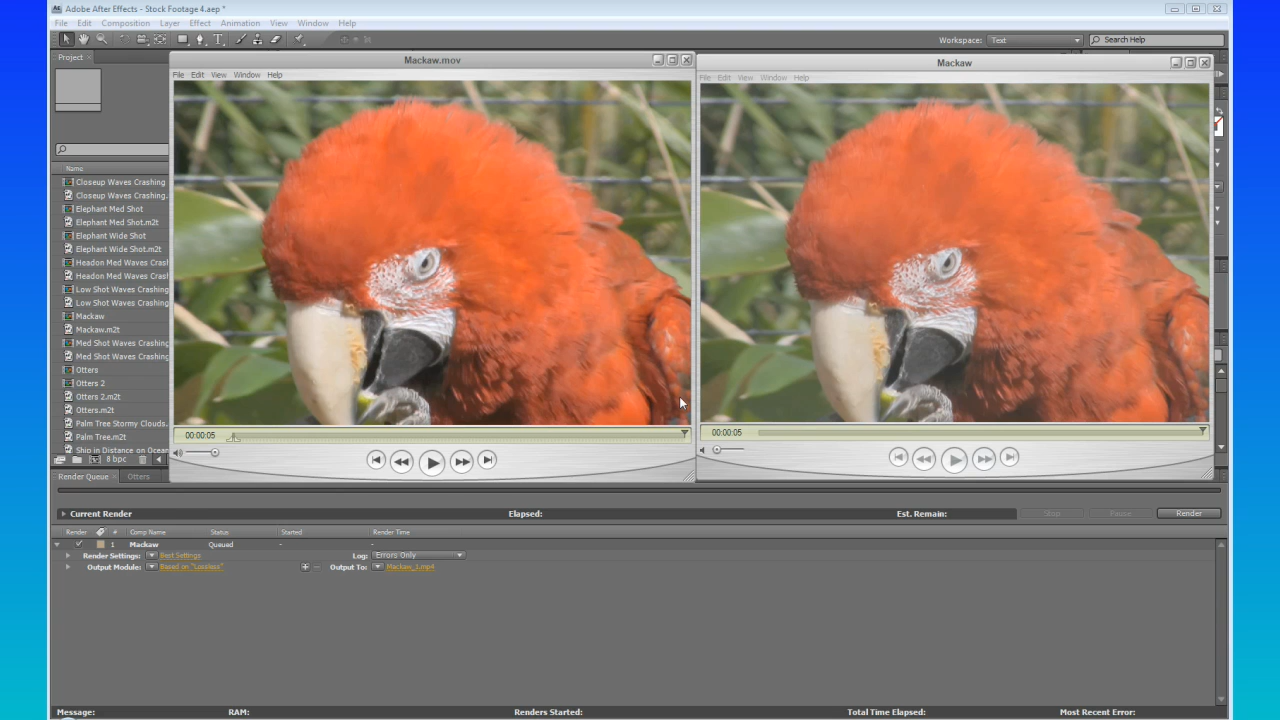 Adobe After Effects - Stock Footage 4.aep *
File Edit Composition Layer Effect Animation View Window Help
Workspace: Text Search Help
Project
Mackaw.mov
File Edit View Window Help
Mackaw
File Edit View Window Help
Name
Closeup Waves Crashing
Closeup Waves Crashing.
Elephant Med Shot
Elephant Med Shot.m2t
Elephant Wide Shot
Elephant Wide Shot.m2t
Headon Med Waves Crash
Headon Med Waves Crash
Low Shot Waves Crashing
Low Shot Waves Crashing
Mackaw
Mackaw.m2t
Med Shot Waves Crashing
Med Shot Waves Crashing
Otters
Otters 2
Otters 2.m2t
Otters.m2t
Palm Tree Stormy Clouds.
Palm Tree.m2t
Ship in Distance on Ocean
8 bpc
00:00:05
00:00:05
Render Queue Otters
Current Render Elapsed: Est. Remain: Stop Pause Render
Render # Comp Name Status Started Render Time
1 Mackaw Queued - -
Render Settings: Best Settings Log: Errors Only
Output Module: Based on "Lossless" Output To: Mackaw_1.mp4
Message: RAM: Renders Started: Total Time Elapsed: Most Recent Error: